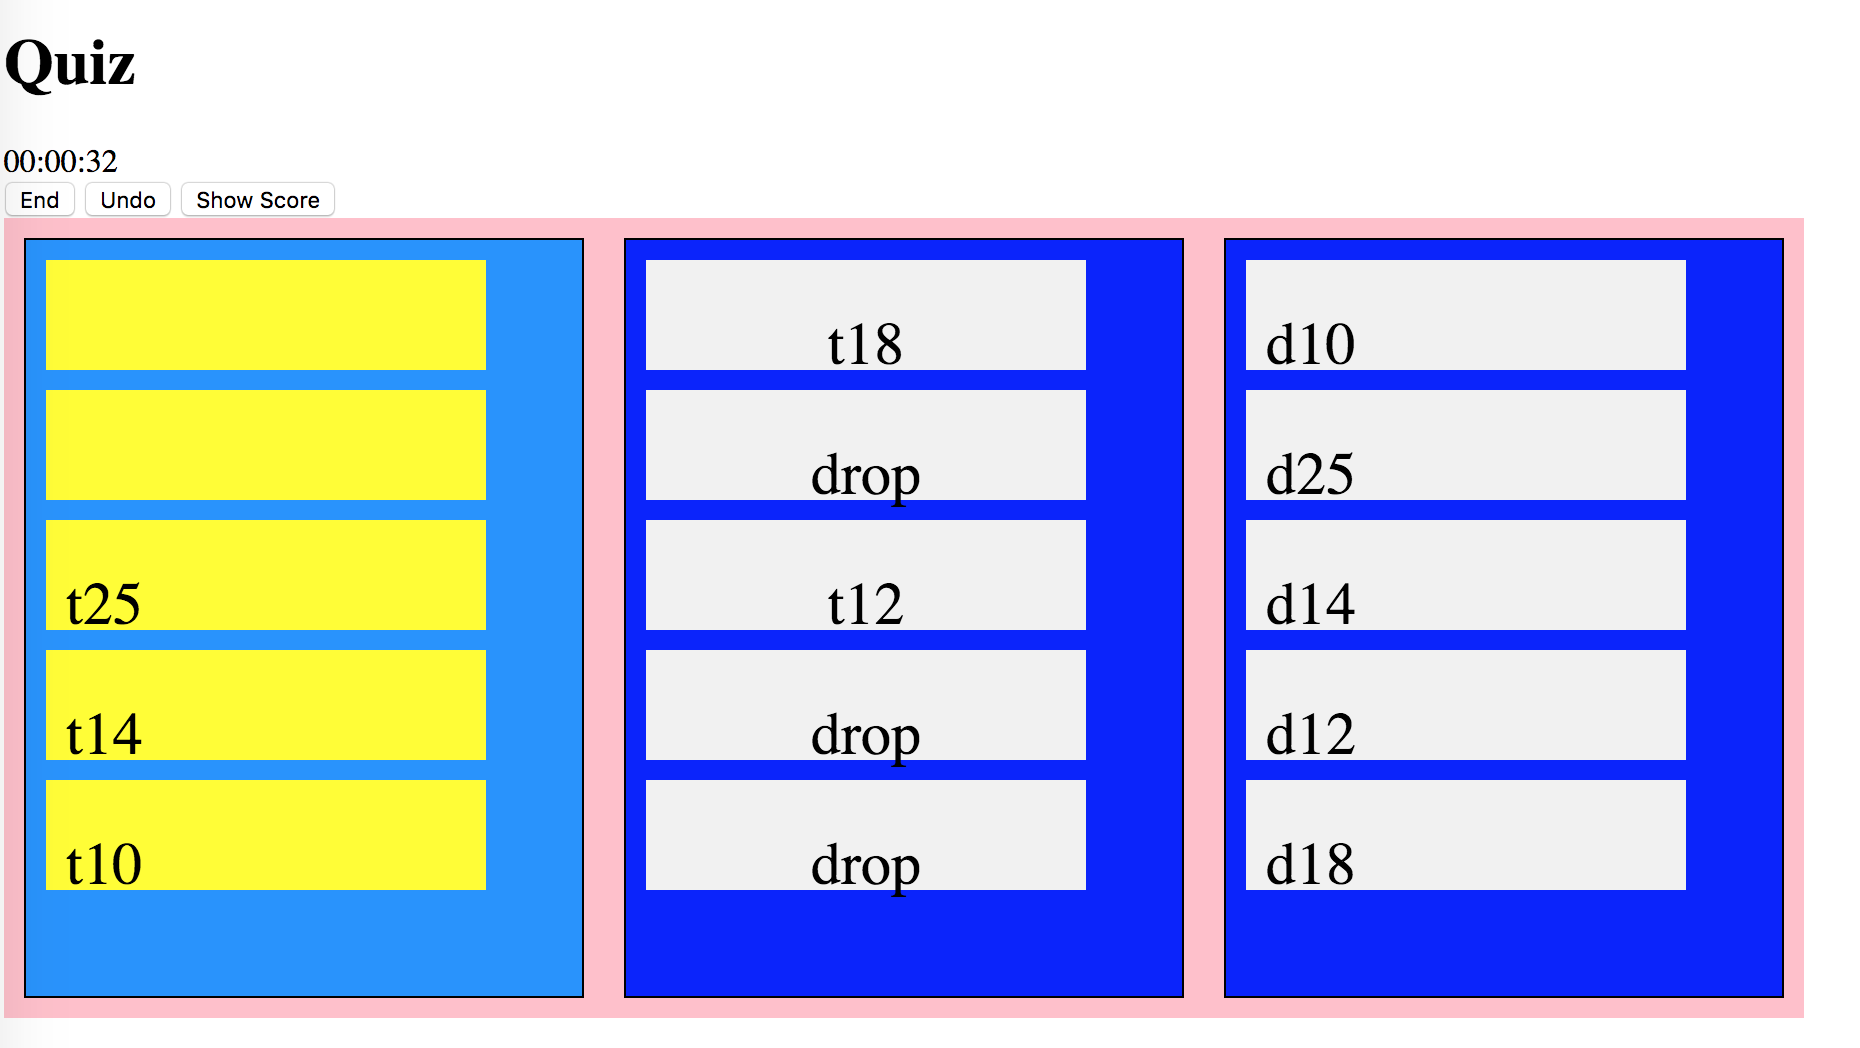 Quiz
00:00:32
End Undo Show Score
t18 d10
drop d25
t25 t12 d14
t14 drop d12
t10 drop d18